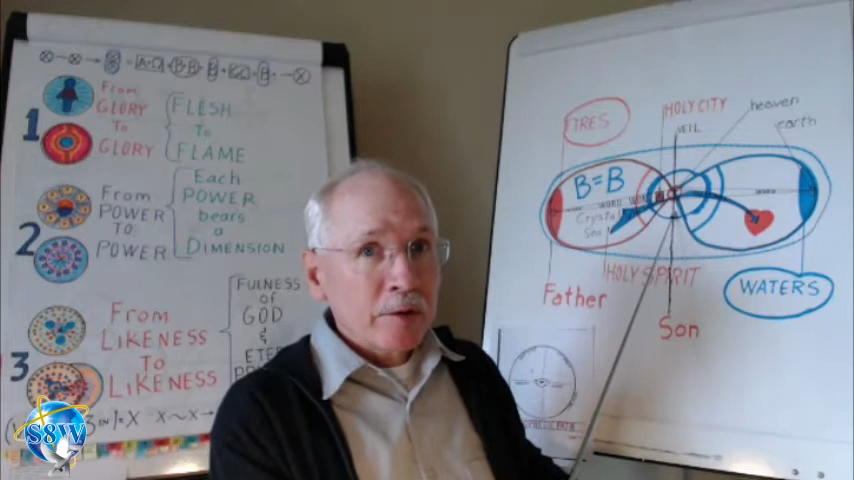 1
From
GLORY
To
GLORY
FLESH
To
FLAME
2
From
POWER
TO
POWER
Each
POWER
bears
a
DIMENSION
3
From
LIKENESS
TO
LIKENESS
FULNESS
of
GOD
&
S8W
FIRES
HOLY CITY
VEIL
heaven
earth
B=B
WORD
WORD
Crystal
Sea
HOLY SPIRIT
Father
Son
WATERS